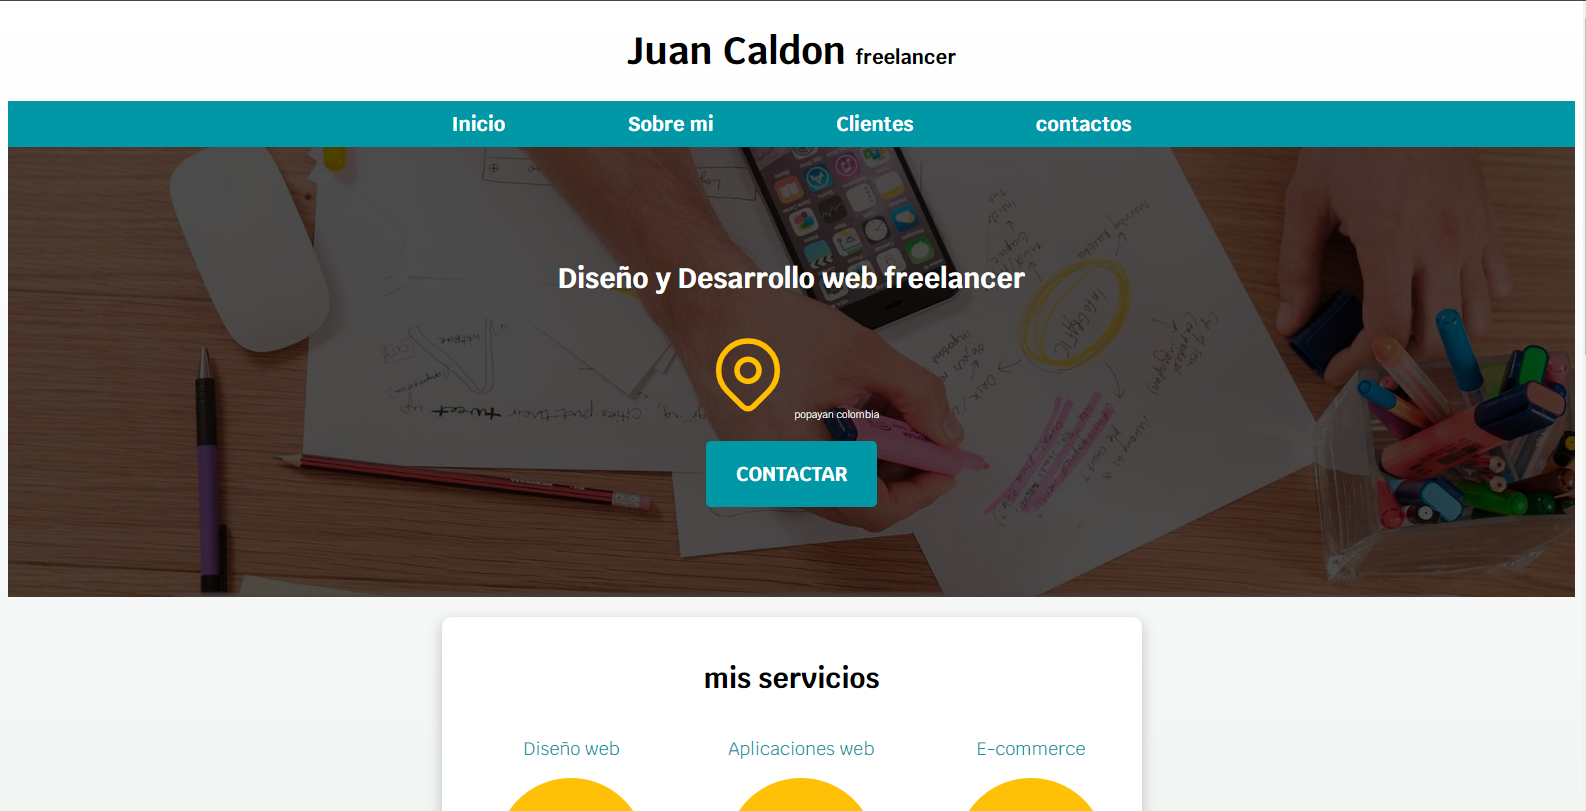 Juan Caldon freelancer
Inicio Sobre mi Clientes contactos
Diseño y Desarrollo web freelancer
popayan colombia
CONTACTAR
mis servicios
Diseño web Aplicaciones web E-commerce